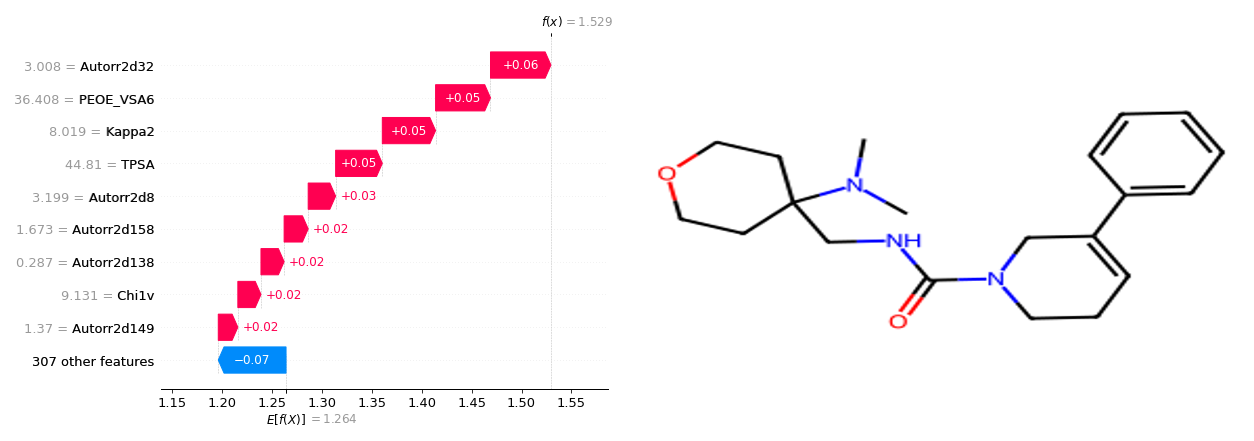 f(x) = 1.529
3.008 = Autorr2d32
+0.06
36.408 = PEOE_VSA6
+0.05
8.019 = Kappa2
+0.05
44.81 = TPSA
+0.05
3.199 = Autorr2d8
+0.03
1.673 = Autorr2d158
+0.02
0.287 = Autorr2d138
+0.02
9.131 = Chi1v
+0.02
1.37 = Autorr2d149
+0.02
307 other features
−0.07
1.15 1.20 1.25 1.30 1.35 1.40 1.45 1.50 1.55
E[f(X)] = 1.264
O
N
NH
N
O